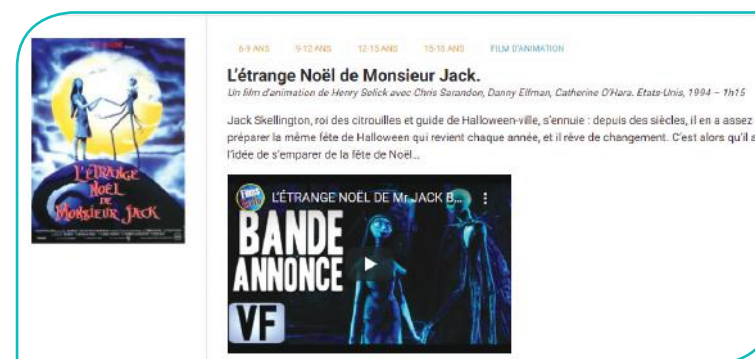 6-9 ANS 9-12 ANS 12-15 ANS 15-18 ANS FILM D'ANIMATION
L'étrange Noël de Monsieur Jack.
Un film d'animation de Henry Selick avec Chris Sarandon, Danny Elfman, Catherine O'Hara. Etats-Unis, 1994 – 1h15
Jack Skellington, roi des citrouilles et guide de Halloween-ville, s'ennuie : depuis des siècles, il en a assez
préparer la même fête de Halloween qui revient chaque année, et il rêve de changement. C'est alors qu'il a
l'idée de s'emparer de la fête de Noël...
L'ÉTRANGE
NOËL
DE
MONSIEUR JACK
L'ÉTRANGE NOËL DE Mr JACK B...
BANDE
ANNONCE
VF